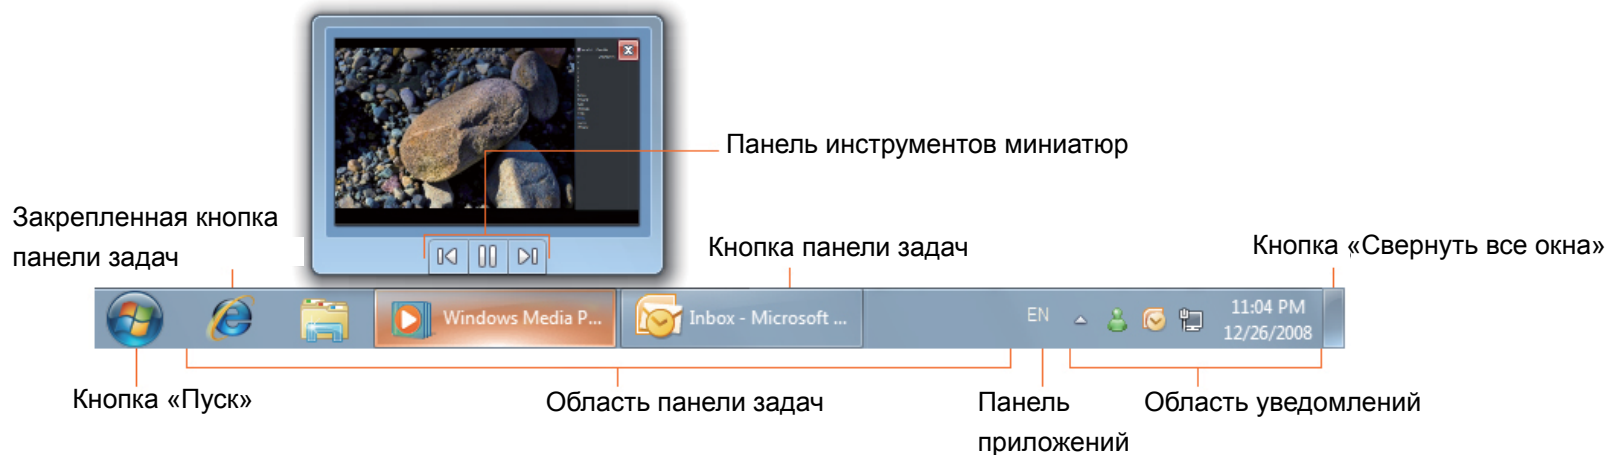 Панель инструментов миниатюр
Закрепленная кнопка
панели задач
Кнопка панели задач
Кнопка «Свернуть все окна»
Windows Media P...
Inbox - Microsoft ...
EN
11:04 PM
12/26/2008
Кнопка «Пуск»
Область панели задач
Панель
приложений
Область уведомлений